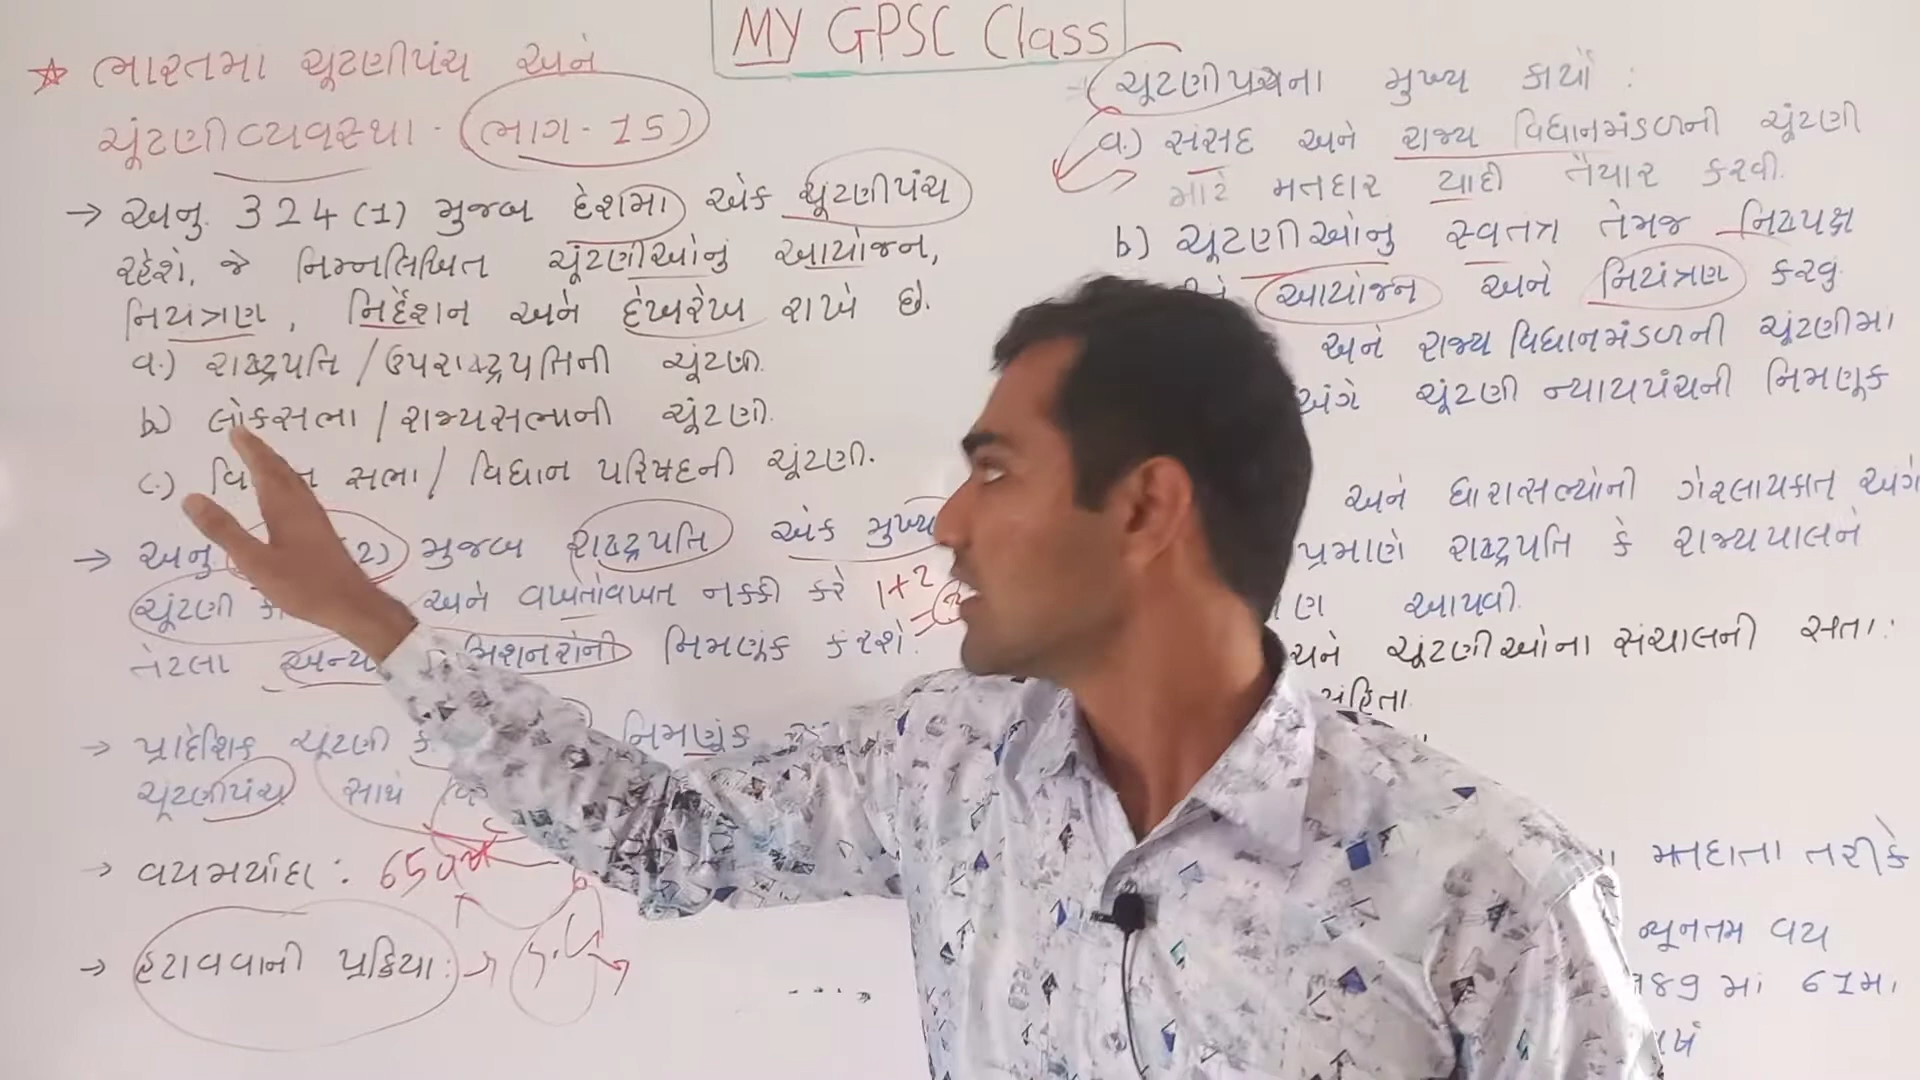 MY GPSC Class
ભારતમાં ચૂંટણીપંચ અને
ચૂંટણી વ્યવસ્થા - (ભાગ - 15)
→ અનુ. 324 (1) મુજબ દેશમાં એક ચૂંટણીપંચ
રહેશે, જે નિમ્નલિખિત ચૂંટણીઓનું આયોજન,
નિયંત્રણ, નિર્દેશન અને દેખરેખ રાખે છે.
a.) રાષ્ટ્રપતિ / ઉપરાષ્ટ્રપતિની ચૂંટણી.
b) લોકસભા / રાજ્યસભાની ચૂંટણી.
c.) સભા / વિધાન પરિષદની ચૂંટણી.
→ અનુ. 2) મુજબ રાષ્ટ્રપતિ એક મુખ્ય
ચૂંટણી અને વખતોવખત નક્કી કરે 1+2
તેટલા અન્ય નિમણૂંક કરશે.
→ પ્રાદેશિક ચૂંટણી નિમણૂંક
ચૂંટણીપંચ સાથે
→ વયમર્યાદા : 65
→ હટાવવાની પ્રક્રિયા : →
ચૂંટણીપંચના મુખ્ય કાર્યો :
a.) સંસદ અને રાજ્ય વિધાનમંડળની ચૂંટણી
માટે મતદાર યાદી તૈયાર કરવી.
b) ચૂંટણીઓનું સ્વતંત્ર તેમજ નિષ્પક્ષ
આયોજન અને નિયંત્રણ કરવું
અને રાજ્ય વિધાનમંડળની ચૂંટણીમાં
અંગે ચૂંટણી ન્યાયપંચની નિમણૂક
અને ધારાસભ્યોની ગેરલાયકાત અંગે
પ્રમાણે રાષ્ટ્રપતિ કે રાજ્યપાલને
આપવી.
ચૂંટણીઓના સંચાલનની સત્તા :
મતદાતા તરીકે
ન્યૂનતમ વય
માં 61મા